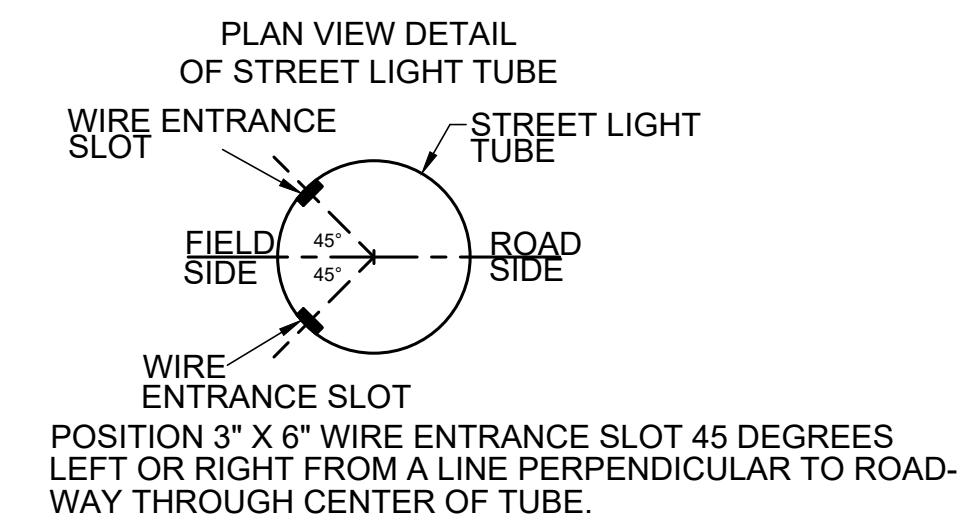 PLAN VIEW DETAIL
OF STREET LIGHT TUBE
WIRE ENTRANCE
SLOT
STREET LIGHT
TUBE
FIELD
SIDE
45°
45°
ROAD
SIDE
WIRE
ENTRANCE SLOT
POSITION 3" X 6" WIRE ENTRANCE SLOT 45 DEGREES
LEFT OR RIGHT FROM A LINE PERPENDICULAR TO ROAD-
WAY THROUGH CENTER OF TUBE.